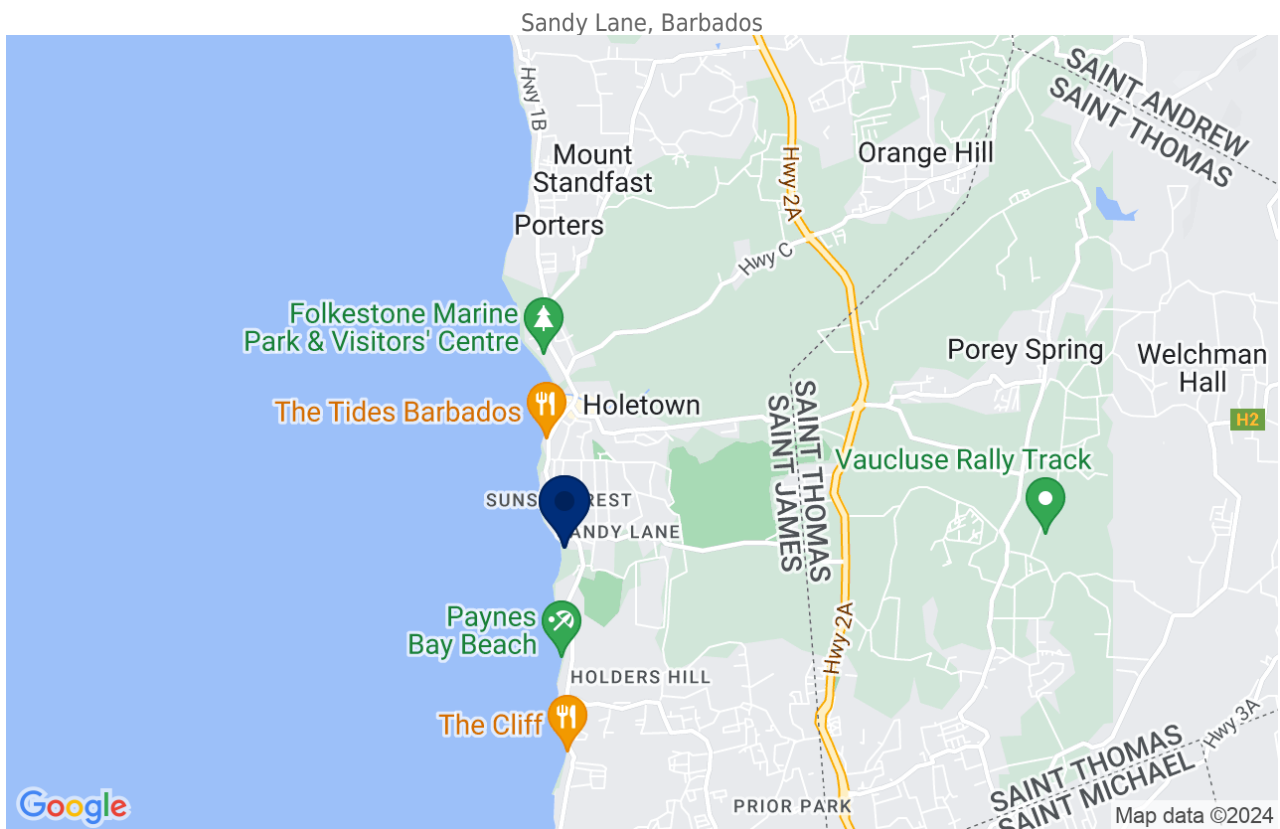 Sandy Lane, Barbados
Hwy 1B
SAINT ANDREW
SAINT THOMAS
Mount
Standfast
Hwy 2A
Orange Hill
Porters
Hwy C
Folkestone Marine
Park & Visitors' Centre
Porey Spring
Welchman
Hall
The Tides Barbados
Holetown
SAINT THOMAS
SAINT JAMES
H2
Vaucluse Rally Track
SUNS REST
ANDY LANE
Paynes
Bay Beach
Hwy 2A
HOLDERS HILL
The Cliff
Hwy 3A
SAINT THOMAS
SAINT MICHAEL
PRIOR PARK
Google
Map data ©2024